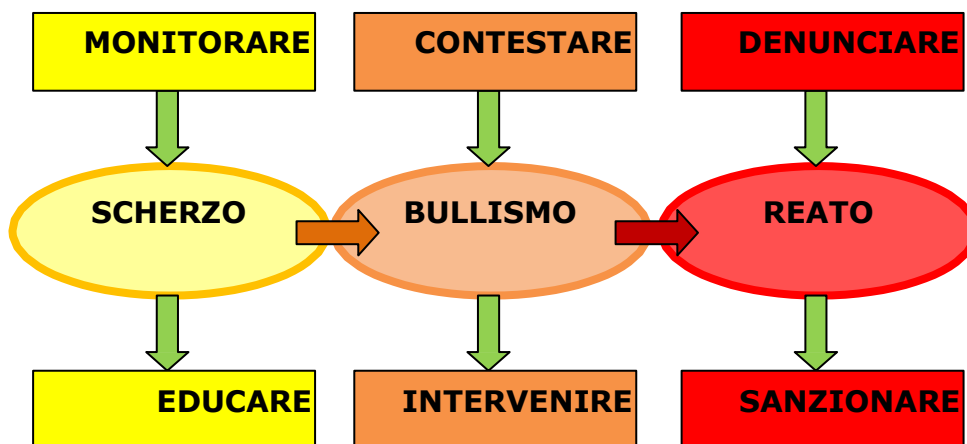 MONITORARE
CONTESTARE
DENUNCIARE
SCHERZO
BULLISMO
REATO
EDUCARE
INTERVENIRE
SANZIONARE